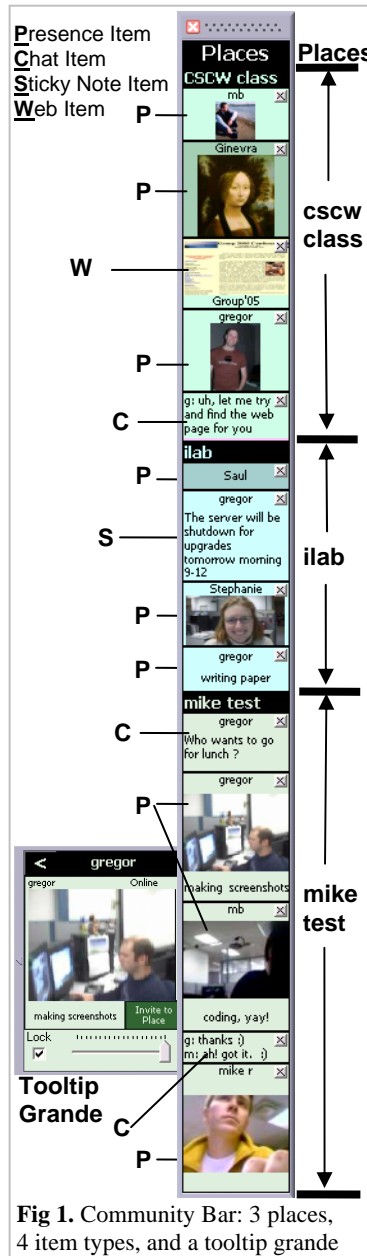 Presence Item
Chat Item
Sticky Note Item
Web Item
Places
CSCW class
Places
mb
P
Ginevra
P
cscw
class
W
Group'05
gregor
P
g: uh, let me try
and find the web
page for you
C
ilab
Saul
P
gregor
The server will be
shutdown for
upgrades
tomorrow morning
9-12
S
ilab
Stephanie
P
gregor
writing paper
P
mike test
gregor
Who wants to go
for lunch ?
C
gregor
P
making screenshots
mike
test
mb
coding, yay!
< gregor
gregor Online
making screenshots
Invite to
Place
Lock
Tooltip
Grande
g: thanks :)
m: ah! got it. :)
C
mike r
P
Fig 1. Community Bar: 3 places,
4 item types, and a tooltip grande